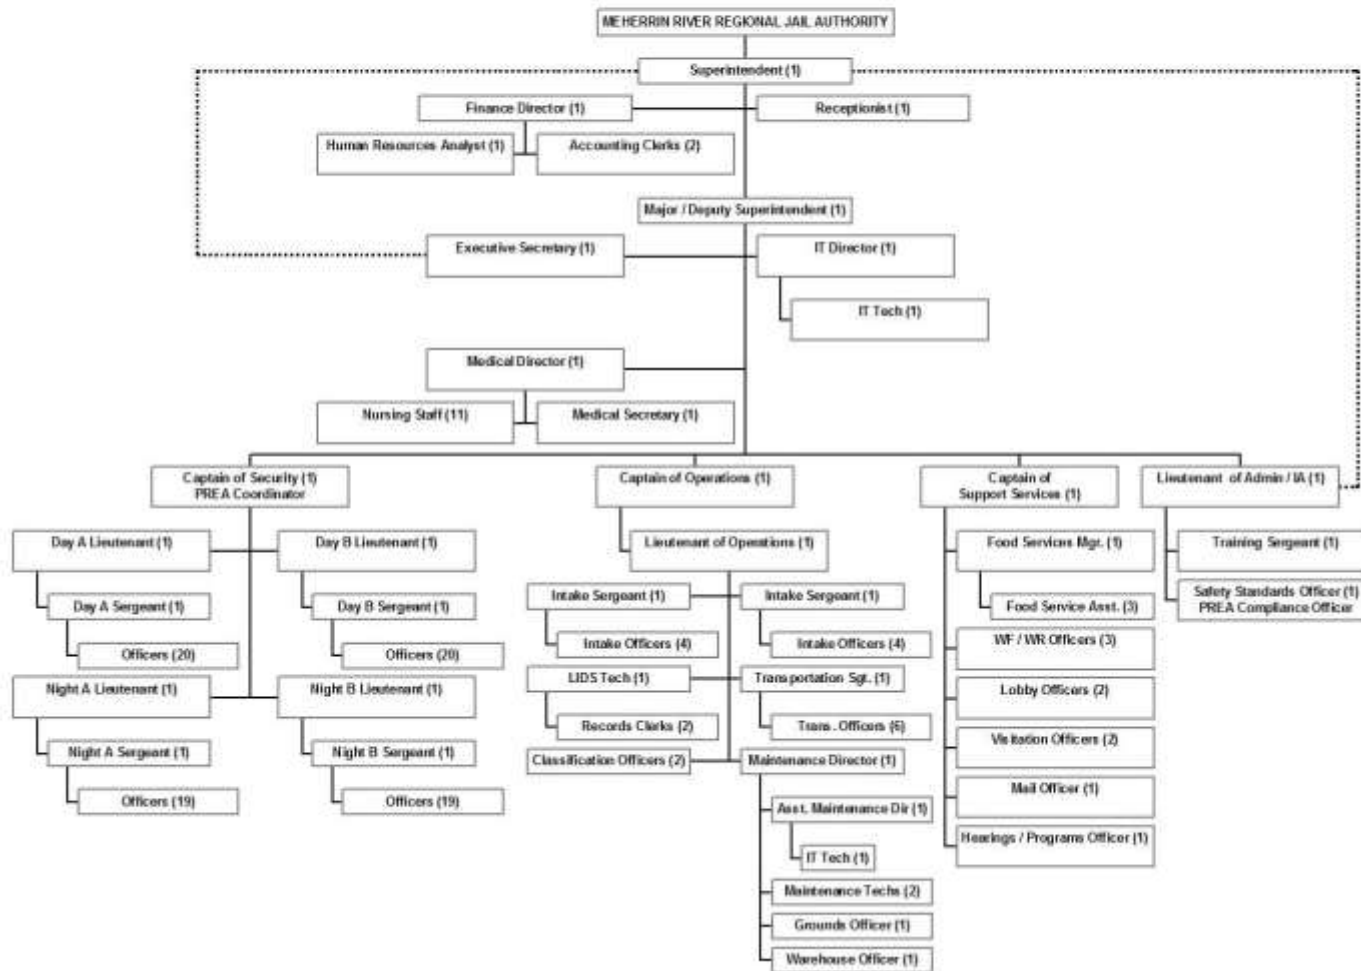 MEHERRIN RIVER REGIONAL JAIL AUTHORITY
Superintendent (1)
Finance Director (1)
Receptionist (1)
Human Resources Analyst (1)
Accounting Clerks (2)
Major / Deputy Superintendent (1)
Executive Secretary (1)
IT Director (1)
IT Tech (1)
Medical Director (1)
Nursing Staff (11)
Medical Secretary (1)
Captain of Security (1)
PREA Coordinator
Captain of Operations (1)
Captain of
Support Services (1)
Lieutenant of Admin / IA (1)
Day A Lieutenant (1)
Day B Lieutenant (1)
Day A Sergeant (1)
Day B Sergeant (1)
Officers (20)
Officers (20)
Night A Lieutenant (1)
Night B Lieutenant (1)
Night A Sergeant (1)
Night B Sergeant (1)
Officers (19)
Officers (19)
Lieutenant of Operations (1)
Intake Sergeant (1)
Intake Sergeant (1)
Intake Officers (4)
Intake Officers (4)
LIDS Tech (1)
Transportation Sgt. (1)
Records Clerks (2)
Trans. Officers (6)
Classification Officers (2)
Maintenance Director (1)
Asst. Maintenance Dir (1)
IT Tech (1)
Maintenance Techs (2)
Grounds Officer (1)
Warehouse Officer (1)
Food Services Mgr. (1)
Food Service Asst. (3)
WF / WR Officers (3)
Lobby Officers (2)
Visitation Officers (2)
Mail Officer (1)
Hearings / Programs Officer (1)
Training Sergeant (1)
Safety Standards Officer (1)
PREA Compliance Officer